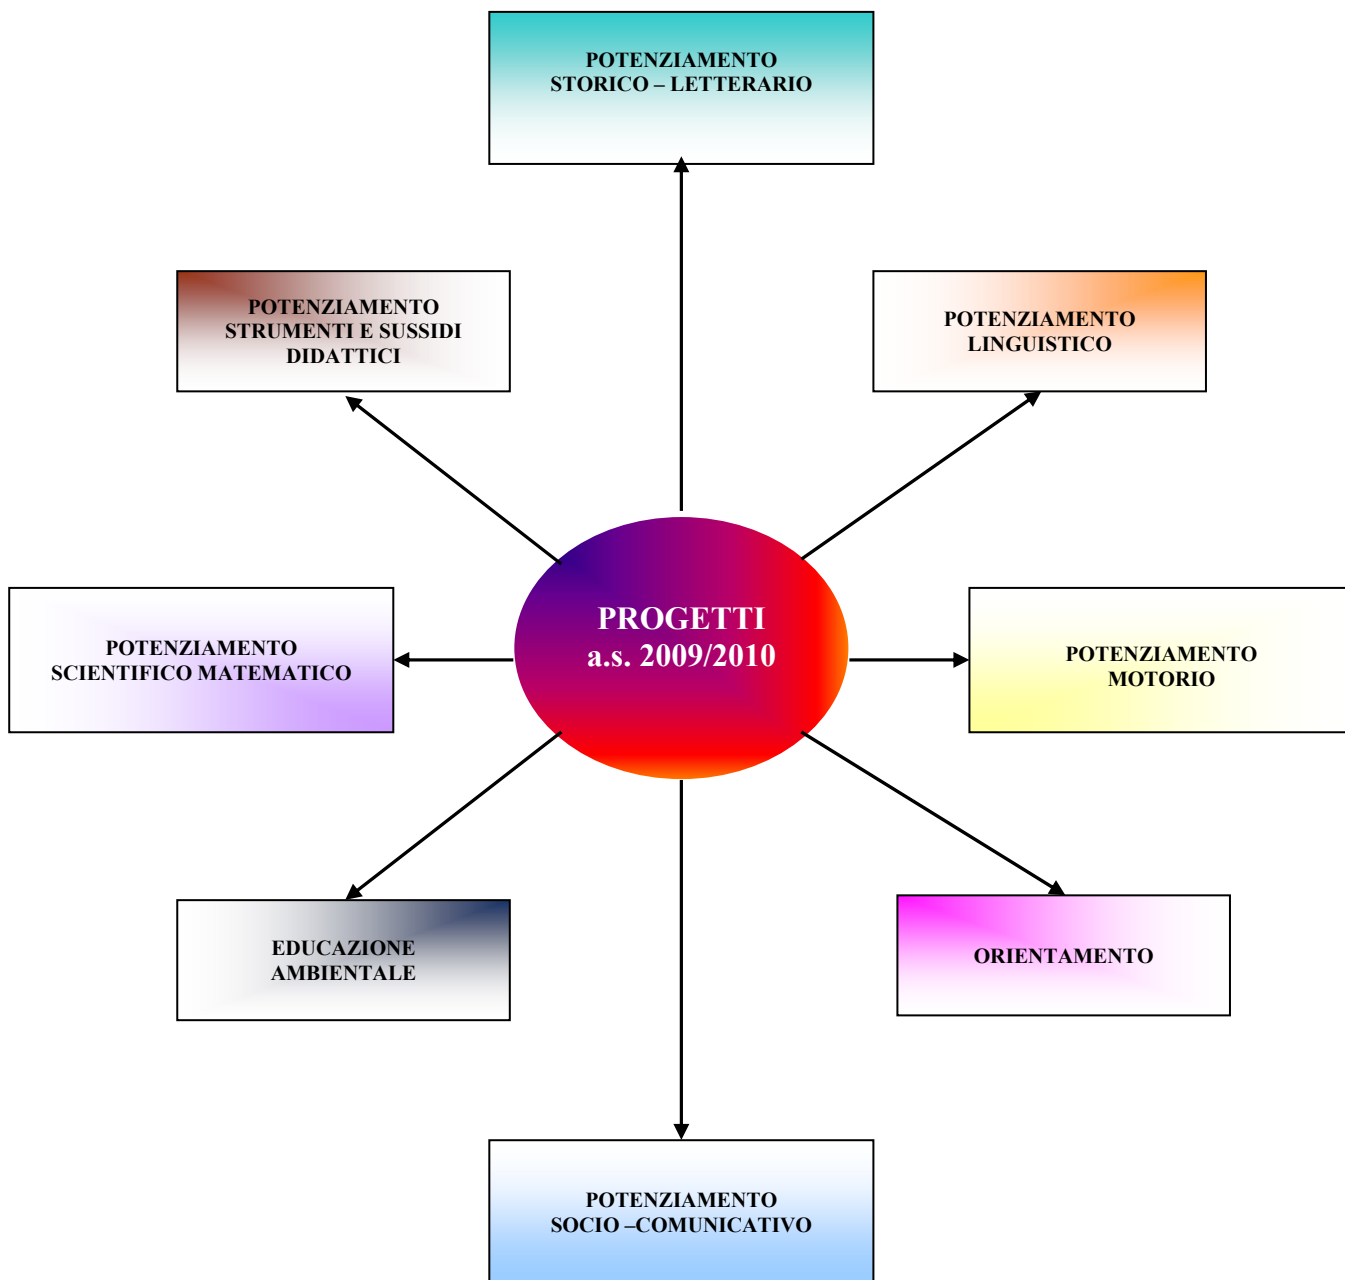 POTENZIAMENTO
STORICO – LETTERARIO
POTENZIAMENTO
STRUMENTI E SUSSIDI
DIDATTICI
POTENZIAMENTO
LINGUISTICO
PROGETTI
a.s. 2009/2010
POTENZIAMENTO
SCIENTIFICO MATEMATICO
POTENZIAMENTO
MOTORIO
EDUCAZIONE
AMBIENTALE
ORIENTAMENTO
POTENZIAMENTO
SOCIO –COMUNICATIVO